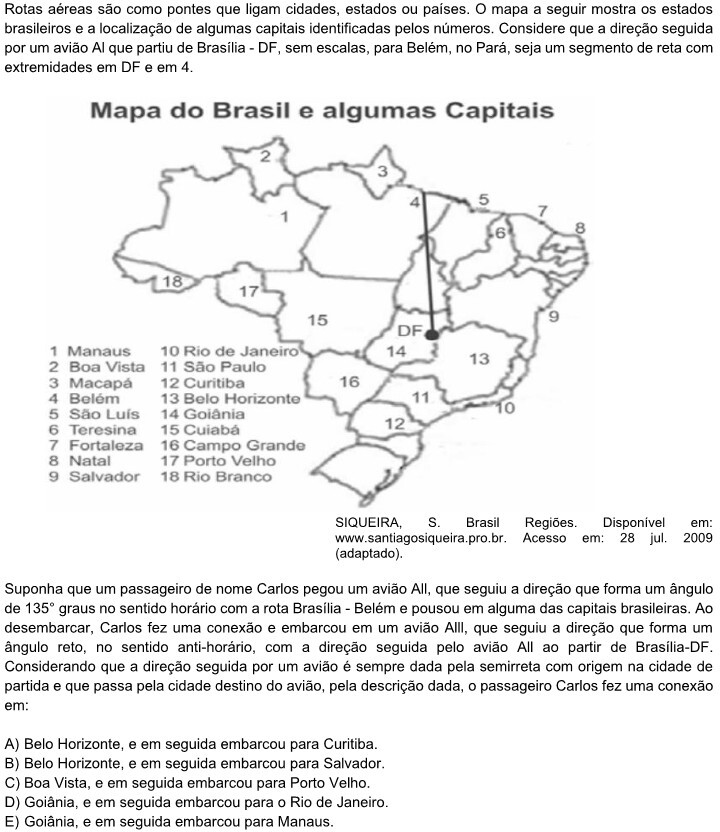 Rotas aéreas são como pontes que ligam cidades, estados ou países. O mapa a seguir mostra os estados
brasileiros e a localização de algumas capitais identificadas pelos números. Considere que a direção seguida
por um avião AI que partiu de Brasília - DF, sem escalas, para Belém, no Pará, seja um segmento de reta com
extremidades em DF e em 4.
Mapa do Brasil e algumas Capitais
2
3
4
5
1
7
6
8
18
17
9
15
DF
14
13
1 Manaus 10 Rio de Janeiro
2 Boa Vista 11 São Paulo
3 Macapá 12 Curitiba
4 Belém 13 Belo Horizonte
5 São Luís 14 Goiânia
6 Teresina 15 Cuiabá
7 Fortaleza 16 Campo Grande
8 Natal 17 Porto Velho
9 Salvador 18 Rio Branco
16
11
10
12
SIQUEIRA, S. Brasil Regiões. Disponível em:
www.santiagosiqueira.pro.br. Acesso em: 28 jul. 2009
(adaptado).
Suponha que um passageiro de nome Carlos pegou um avião AII, que seguiu a direção que forma um ângulo
de 135° graus no sentido horário com a rota Brasília - Belém e pousou em alguma das capitais brasileiras. Ao
desembarcar, Carlos fez uma conexão e embarcou em um avião AIII, que seguiu a direção que forma um
ângulo reto, no sentido anti-horário, com a direção seguida pelo avião AII ao partir de Brasília-DF.
Considerando que a direção seguida por um avião é sempre dada pela semirreta com origem na cidade de
partida e que passa pela cidade destino do avião, pela descrição dada, o passageiro Carlos fez uma conexão
em:
A) Belo Horizonte, e em seguida embarcou para Curitiba.
B) Belo Horizonte, e em seguida embarcou para Salvador.
C) Boa Vista, e em seguida embarcou para Porto Velho.
D) Goiânia, e em seguida embarcou para o Rio de Janeiro.
E) Goiânia, e em seguida embarcou para Manaus.